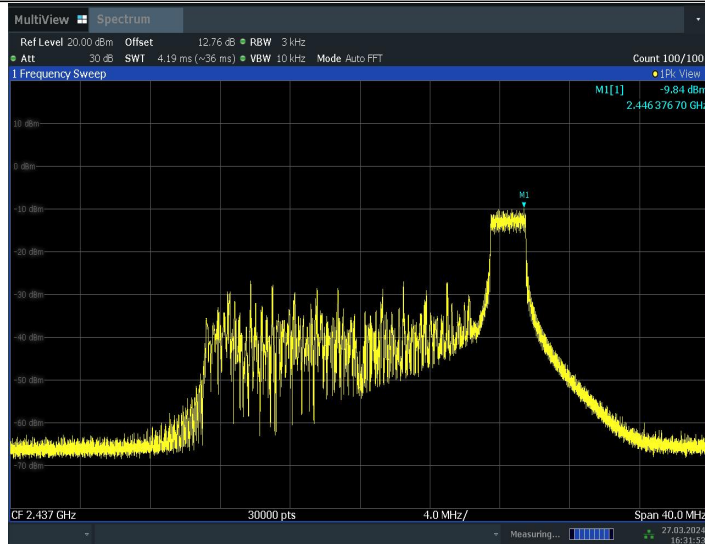 MultiView Spectrum
Ref Level 20.00 dBm Offset 12.76 dB RBW 3 kHz
Att 30 dB SWT 4.19 ms (~36 ms) VBW 10 kHz Mode Auto FFT Count 100/100
1 Frequency Sweep 1Pk View
M1[1] -9.84 dBm
2.446 376 70 GHz
10 dBm
0 dBm
M1
-10 dBm
-20 dBm
-30 dBm
-40 dBm
-50 dBm
-60 dBm
-70 dBm
CF 2.437 GHz 30000 pts 4.0 MHz/ Span 40.0 MHz
Measuring... 27.03.2024
16:31:53